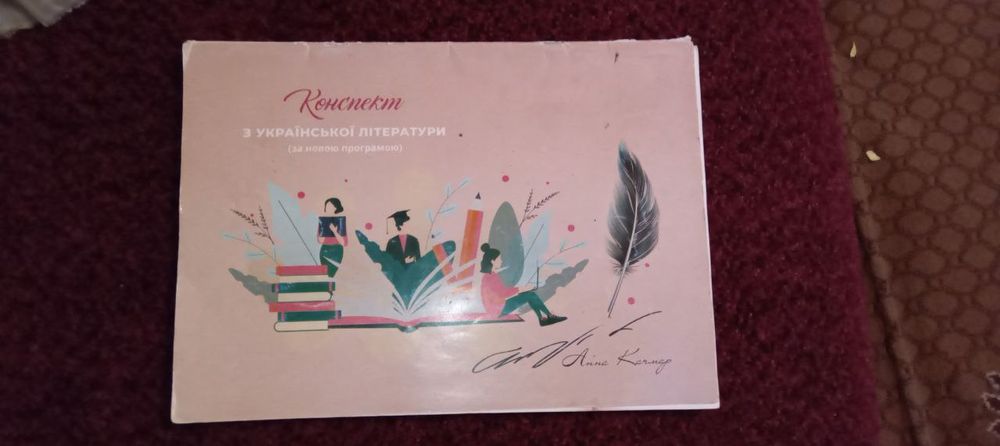 Конспект
З УКРАЇНСЬКОЇ ЛІТЕРАТУРИ
(за новою програмою)
Анна Качмар